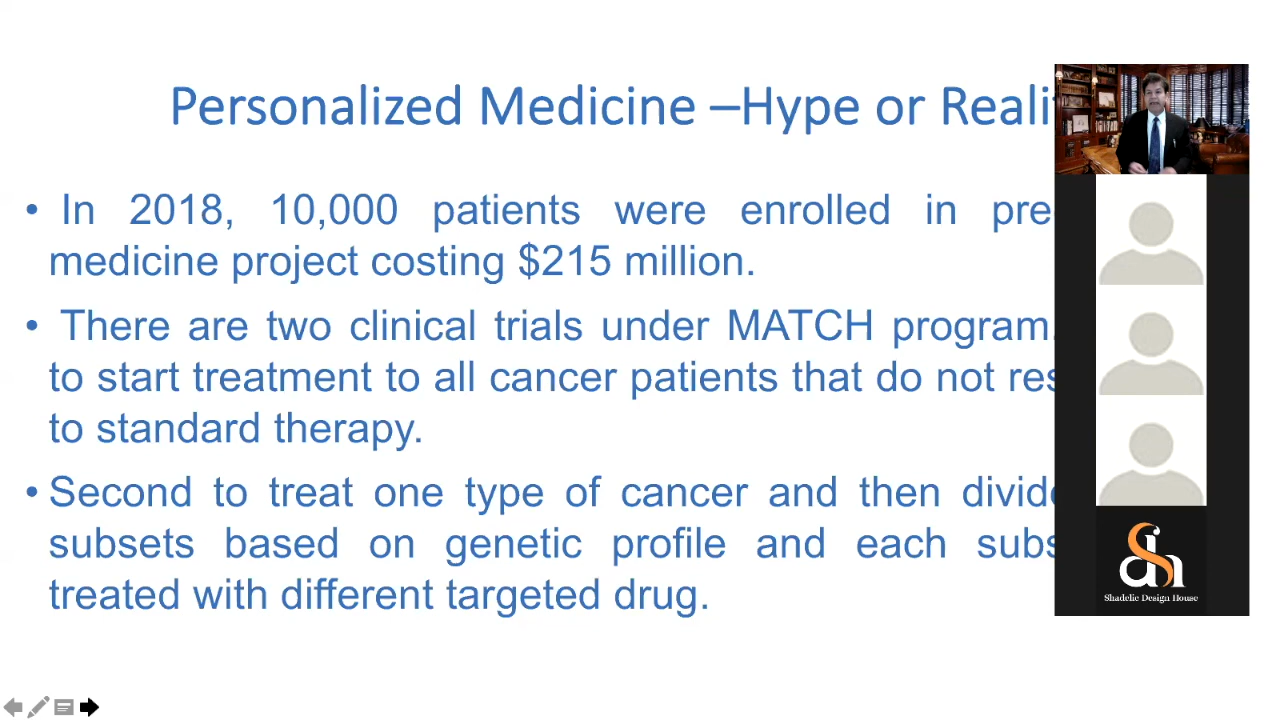 Personalized Medicine –Hype or Reali
• In 2018, 10,000 patients were enrolled in pre
medicine project costing $215 million.
• There are two clinical trials under MATCH program.
to start treatment to all cancer patients that do not res
to standard therapy.
• Second to treat one type of cancer and then divide
subsets based on genetic profile and each subs
treated with different targeted drug.
Sh
Shadelic Design House